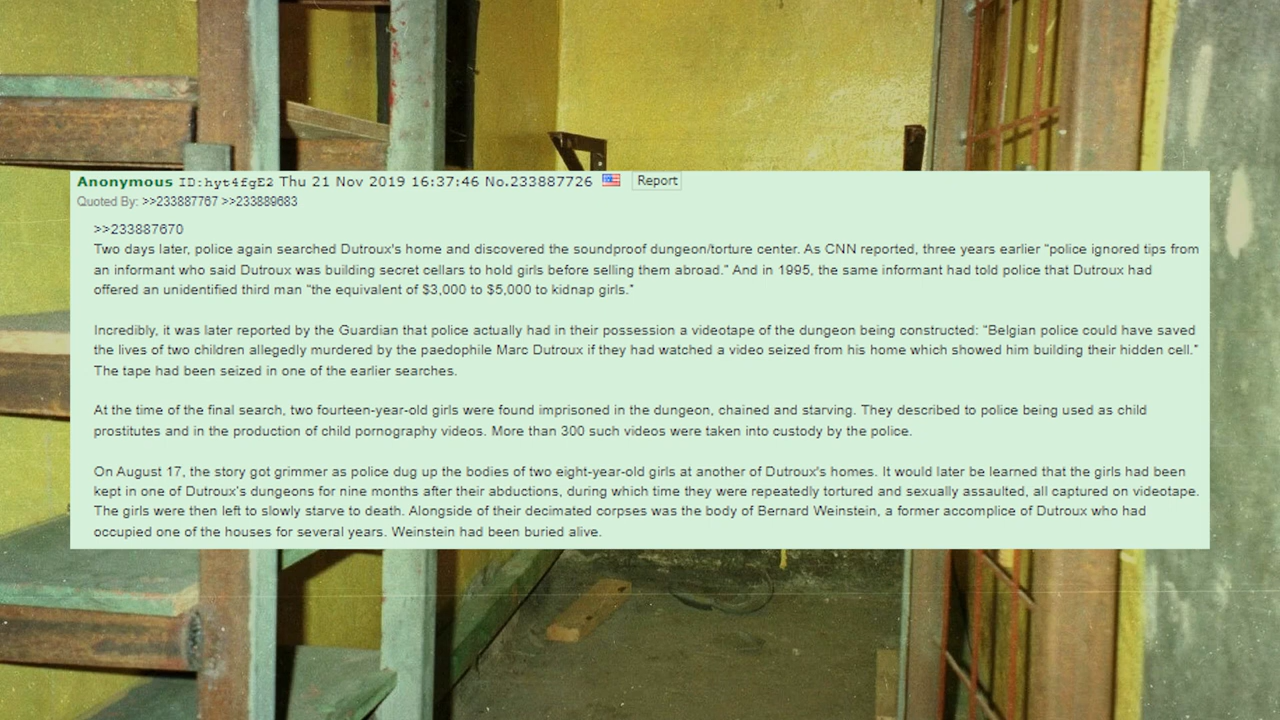 Anonymous ID:hyt4fgE2 Thu 21 Nov 2019 16:37:46 No.233887726 Report
Quoted By: >>233887767 >>233889683
>>233887670
Two days later, police again searched Dutroux's home and discovered the soundproof dungeon/torture center. As CNN reported, three years earlier "police ignored tips from
an informant who said Dutroux was building secret cellars to hold girls before selling them abroad." And in 1995, the same informant had told police that Dutroux had
offered an unidentified third man "the equivalent of $3,000 to $5,000 to kidnap girls."
Incredibly, it was later reported by the Guardian that police actually had in their possession a videotape of the dungeon being constructed: "Belgian police could have saved
the lives of two children allegedly murdered by the paedophile Marc Dutroux if they had watched a video seized from his home which showed him building their hidden cell."
The tape had been seized in one of the earlier searches.
At the time of the final search, two fourteen-year-old girls were found imprisoned in the dungeon, chained and starving. They described to police being used as child
prostitutes and in the production of child pornography videos. More than 300 such videos were taken into custody by the police.
On August 17, the story got grimmer as police dug up the bodies of two eight-year-old girls at another of Dutroux's homes. It would later be learned that the girls had been
kept in one of Dutroux's dungeons for nine months after their abductions, during which time they were repeatedly tortured and sexually assaulted, all captured on videotape.
The girls were then left to slowly starve to death. Alongside of their decimated corpses was the body of Bernard Weinstein, a former accomplice of Dutroux who had
occupied one of the houses for several years. Weinstein had been buried alive.